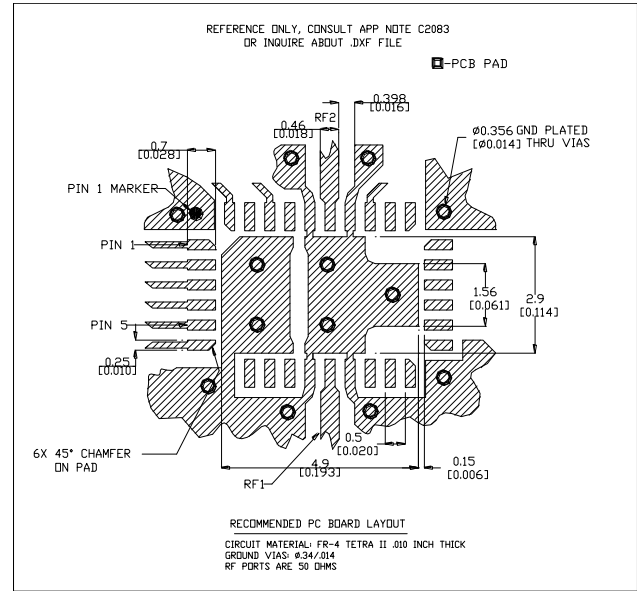 REFERENCE ONLY, CONSULT APP NOTE C2083
OR INQUIRE ABOUT .DXF FILE
-PCB PAD
0.398
[0.016]
0.46
[0.018]
RF2
0.7
[0.028]
Ø0.356 GND PLATED
[Ø0.014] THRU VIAS
PIN 1 MARKER
PIN 1
1.56
[0.061]
2.9
[0.114]
PIN 5
0.25
[0.010]
6X 45° CHAMFER
ON PAD
0.5
[0.020]
4.9
[0.193]
0.15
[0.006]
RF1
RECOMMENDED PC BOARD LAYOUT
CIRCUIT MATERIAL: FR-4 TETRA II .010 INCH THICK
GROUND VIAS: Ø.34/.014
RF PORTS ARE 50 OHMS